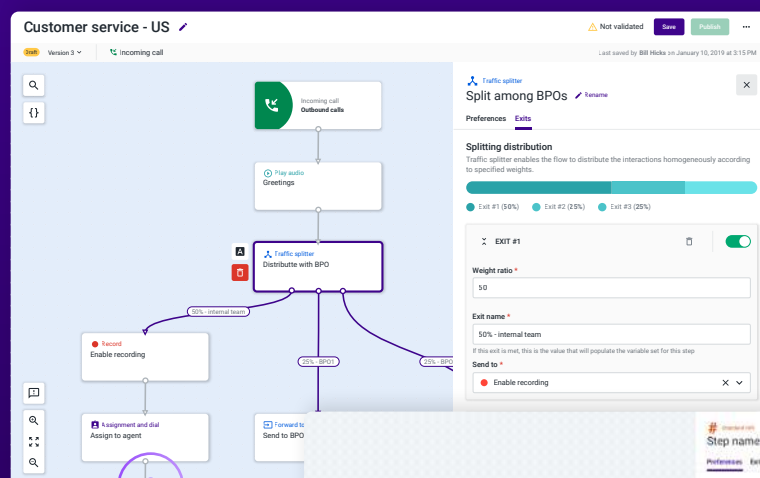 Customer service - US
Not validated
Save
Publish
Draft
Version 3
Incoming call
Last saved by Bill Hicks on January 10, 2019 at 3:15 PM
{}
Incoming call
Outbound calls
Play audio
Greetings
A
Traffic splitter
Distributte with BPO
50% - internal team
25% - BPO1
25% - BPO
Record
Enable recording
Assignment and dial
Assign to agent
Forward to
Send to BPO
Traffic splitter
Split among BPOs
Rename
Preferences
Exits
Splitting distribution
Traffic splitter enables the flow to distribute the interactions homogeneously according
to specified weights.
Exit #1 (50%)
Exit #2 (25%)
Exit #3 (25%)
EXIT #1
Weight ratio *
50
Exit name *
50% - internal team
If this exit is met, this is the value that will populate the variable set for this step
Send to *
Enable recording
Step name
Preferences
Exi